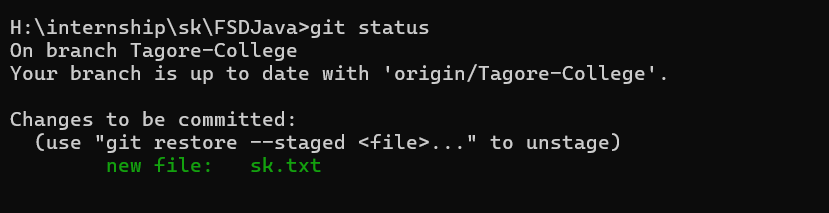 H:\internship\sk\FSDJava>git status
On branch Tagore-College
Your branch is up to date with 'origin/Tagore-College'.
Changes to be committed:
(use "git restore --staged <file>..." to unstage)
new file:   sk.txt